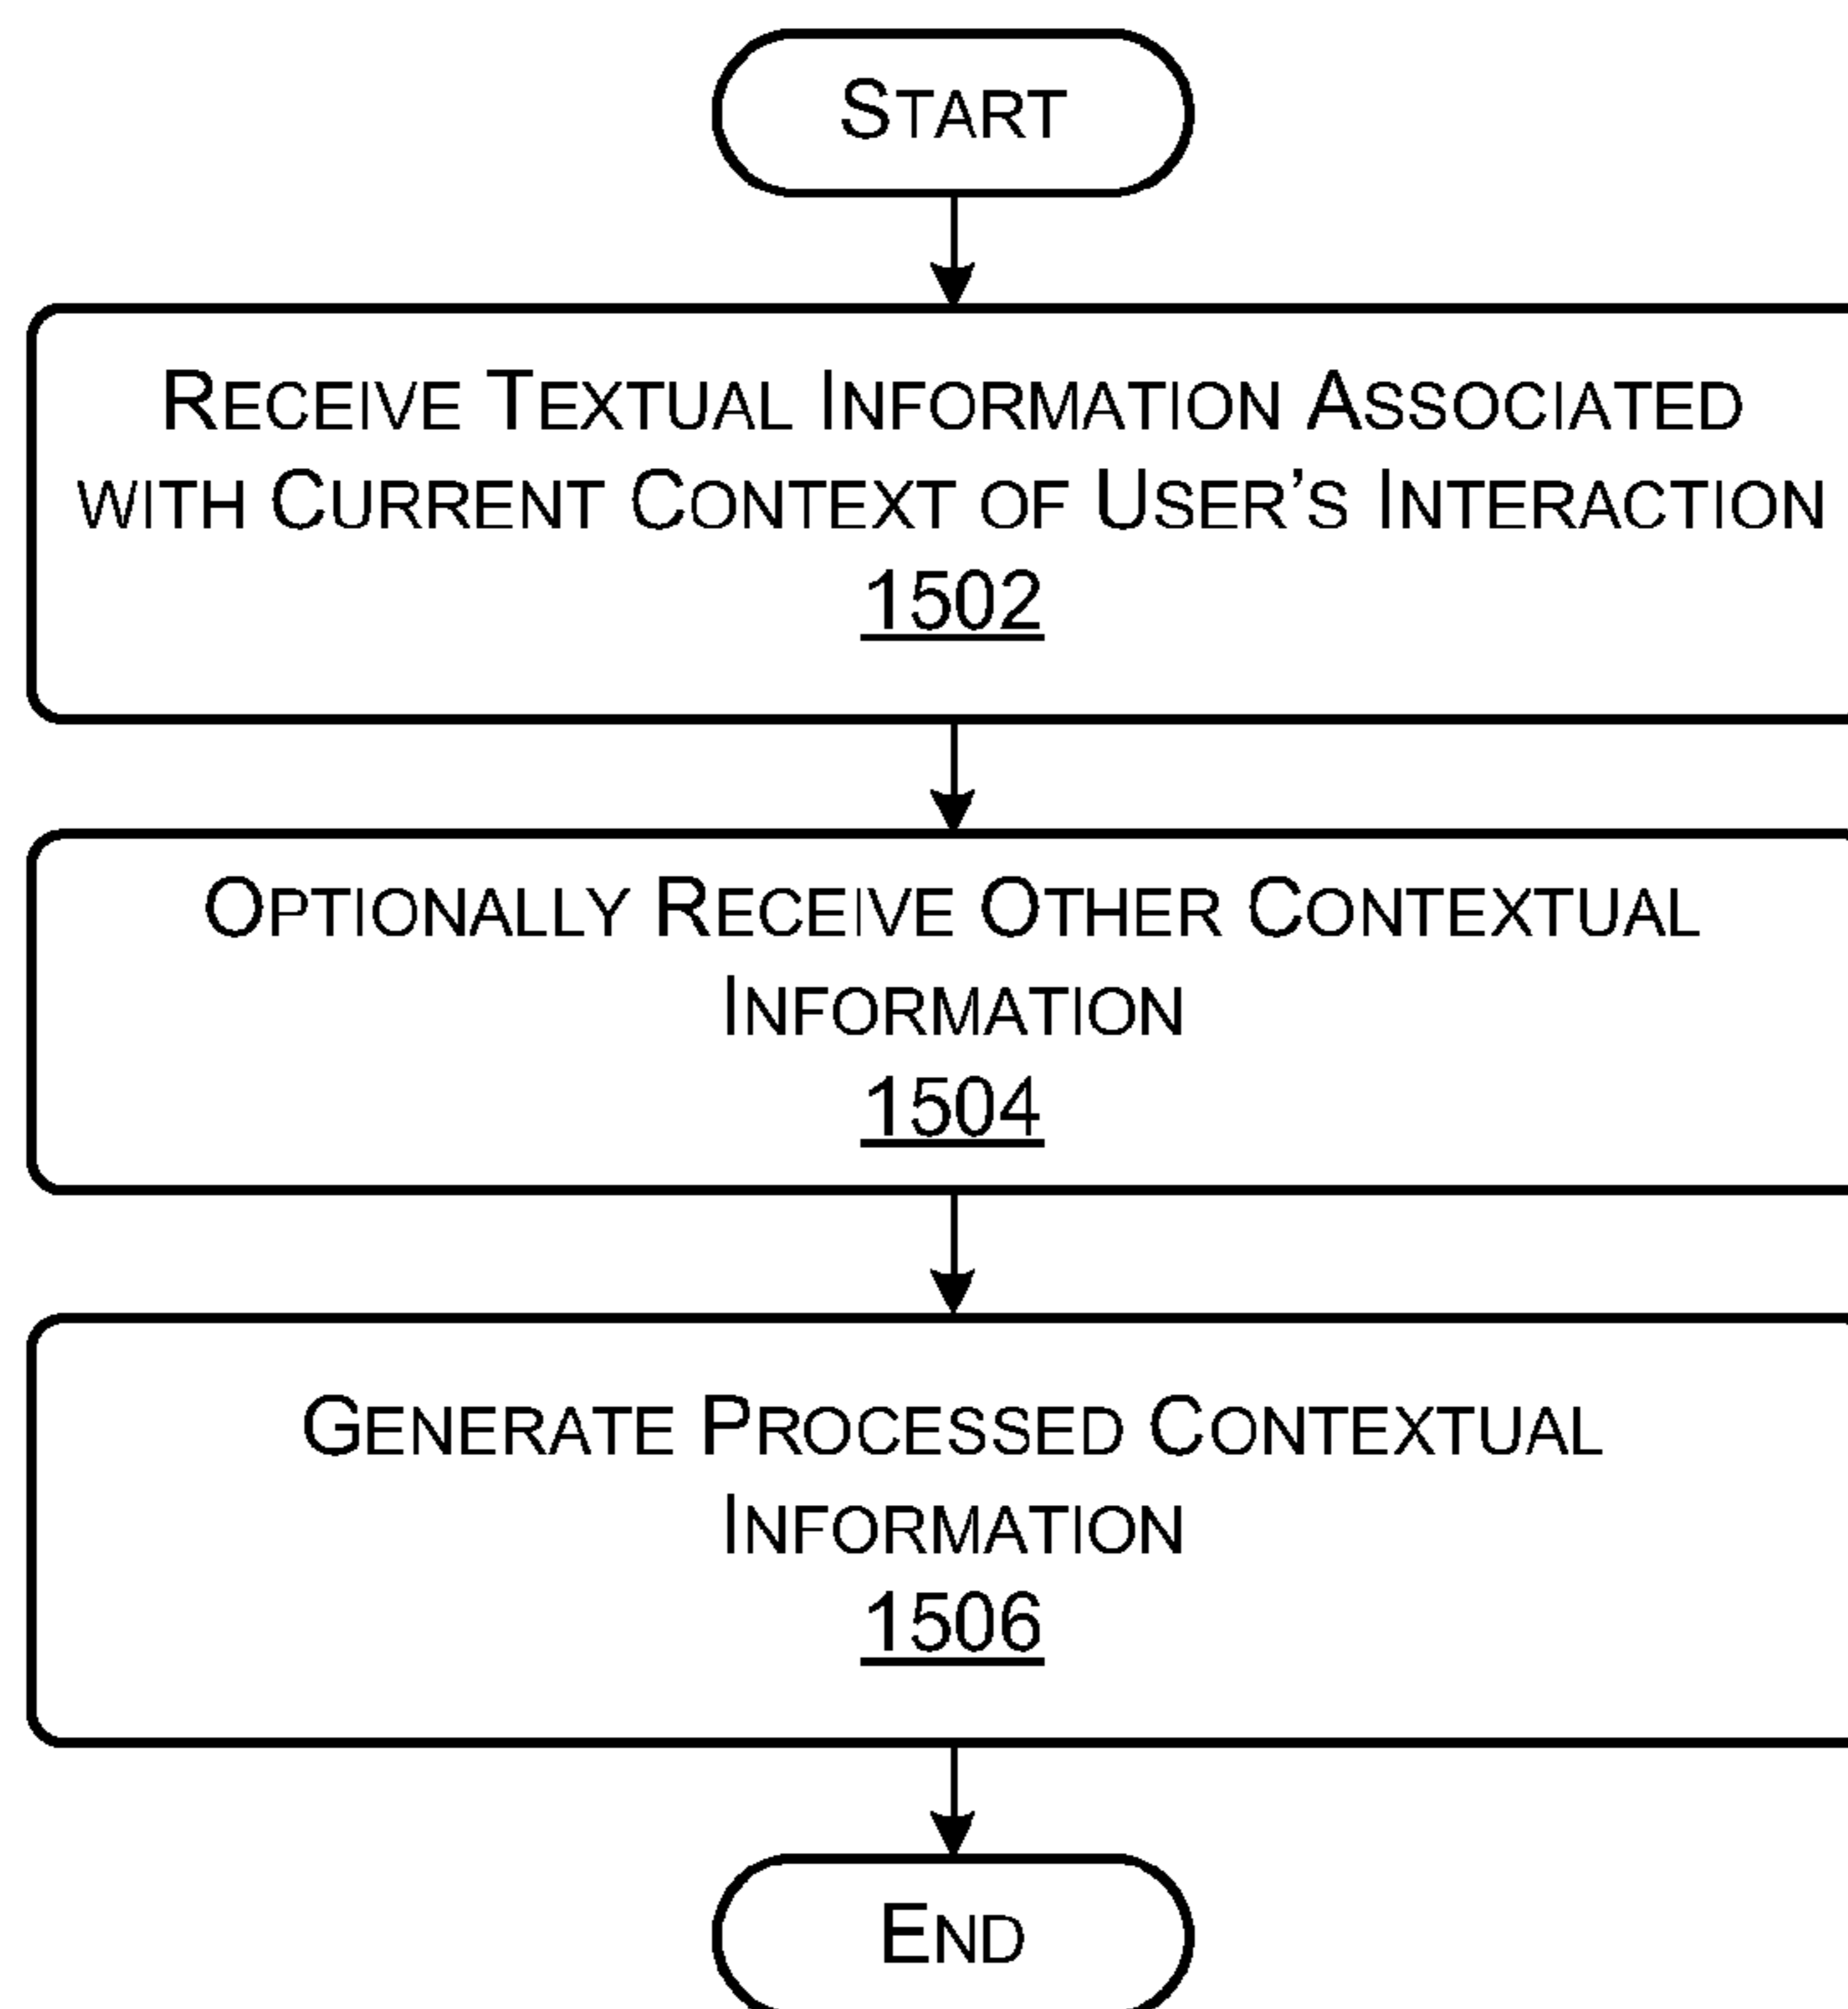 START
RECEIVE TEXTUAL INFORMATION ASSOCIATED
WITH CURRENT CONTEXT OF USER’S INTERACTION
1502
OPTIONALLY RECEIVE OTHER CONTEXTUAL
INFORMATION
1504
GENERATE PROCESSED CONTEXTUAL
INFORMATION
1506
END